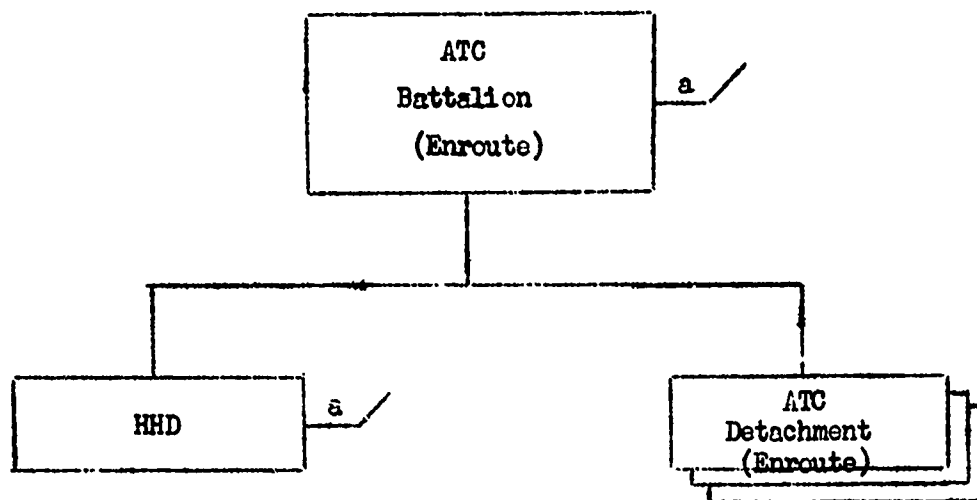 ATC
Battalion
(Enroute)
a
HHD
a
ATC
Detachment
(Enroute)